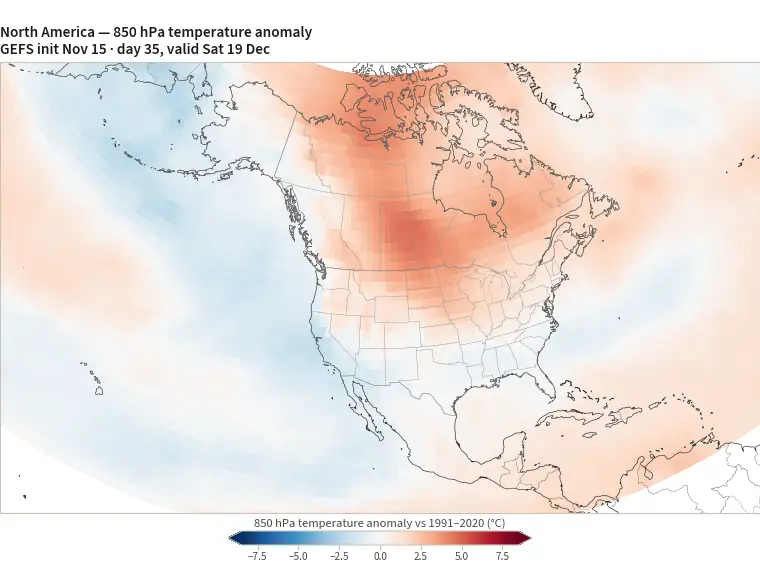 North America — 850 hPa temperature anomaly
GEFS init Nov 15 · day 35, valid Sat 19 Dec
850 hPa temperature anomaly vs 1991–2020 (°C)
−7.5 −5.0 −2.5 0.0 2.5 5.0 7.5